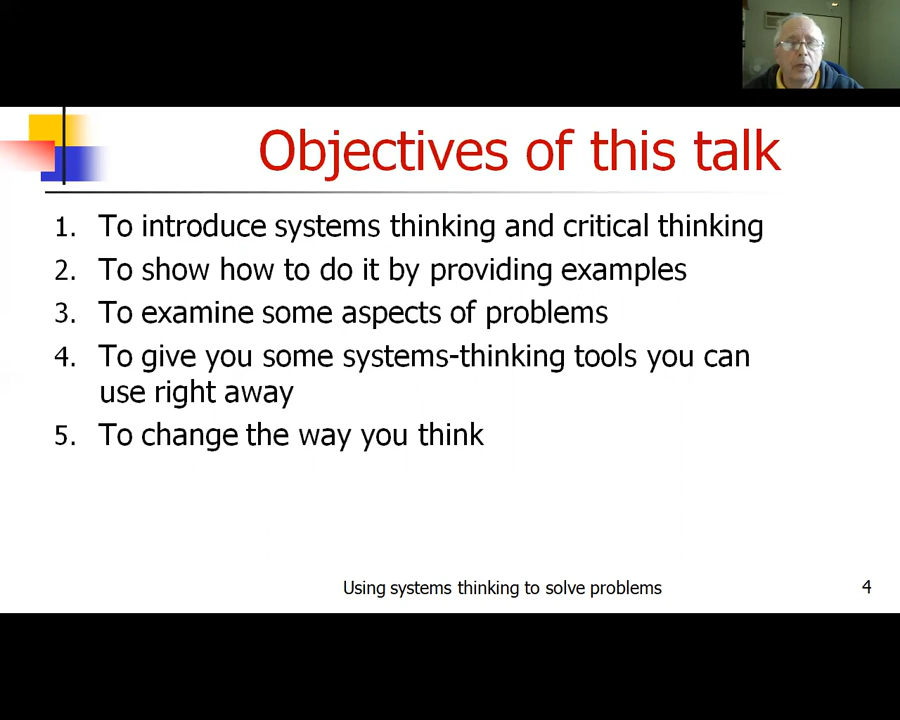 Objectives of this talk
1. To introduce systems thinking and critical thinking
2. To show how to do it by providing examples
3. To examine some aspects of problems
4. To give you some systems-thinking tools you can
use right away
5. To change the way you think
Using systems thinking to solve problems 4